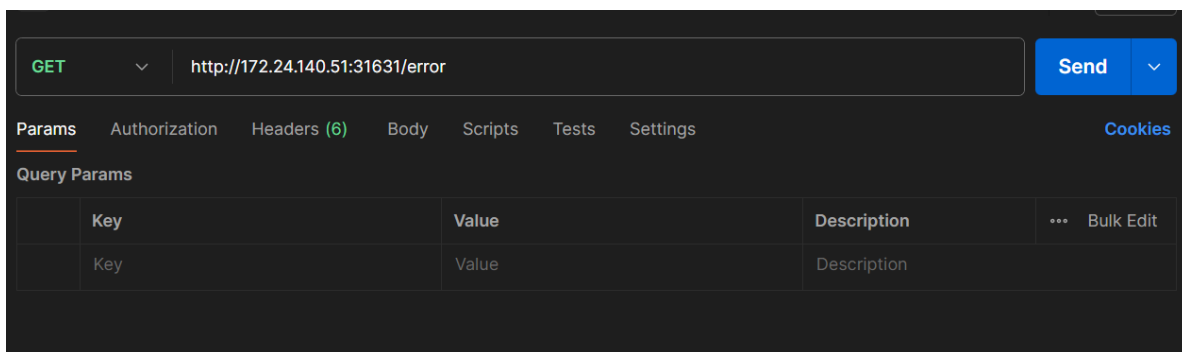 GET http://172.24.140.51:31631/error Send
Params Authorization Headers (6) Body Scripts Tests Settings Cookies
Query Params
Key Value Description Bulk Edit
Key Value Description